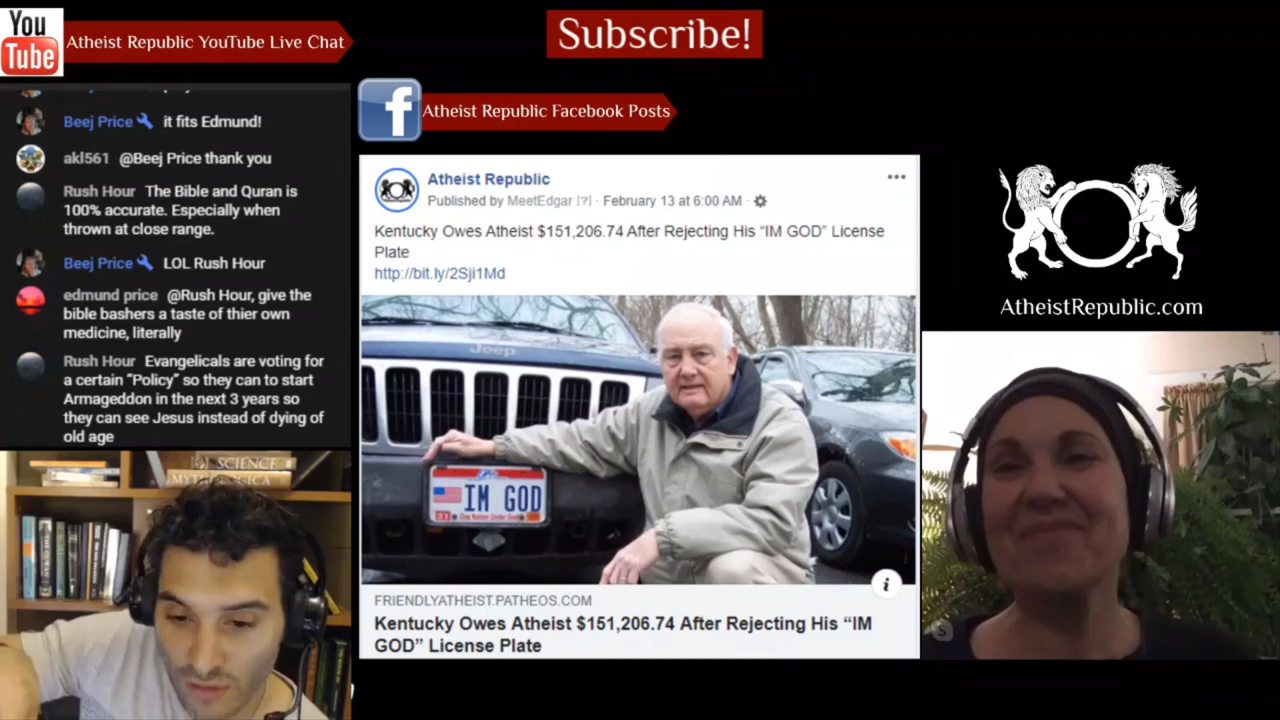 You
Tube
Atheist Republic YouTube Live Chat
Subscribe!
Beej Price it fits Edmund!
akl561 @Beej Price thank you
Rush Hour The Bible and Quran is
100% accurate. Especially when
thrown at close range.
Beej Price LOL Rush Hour
edmund price @Rush Hour, give the
bible bashers a taste of thier own
medicine, literally
Rush Hour Evangelicals are voting for
a certain “Policy” so they can to start
Armageddon in the next 3 years so
they can see Jesus instead of dying of
old age
SCIENCE
f
Atheist Republic Facebook Posts
Atheist Republic
Published by MeetEdgar [?] · February 13 at 6:00 AM ·
Kentucky Owes Atheist $151,206.74 After Rejecting His “IM GOD” License
Plate
http://bit.ly/2Sji1Md
Jeep
IM GOD
One Nation Under God
i
FRIENDLYATHEIST.PATHEOS.COM
Kentucky Owes Atheist $151,206.74 After Rejecting His “IM
GOD” License Plate
AtheistRepublic.com
S